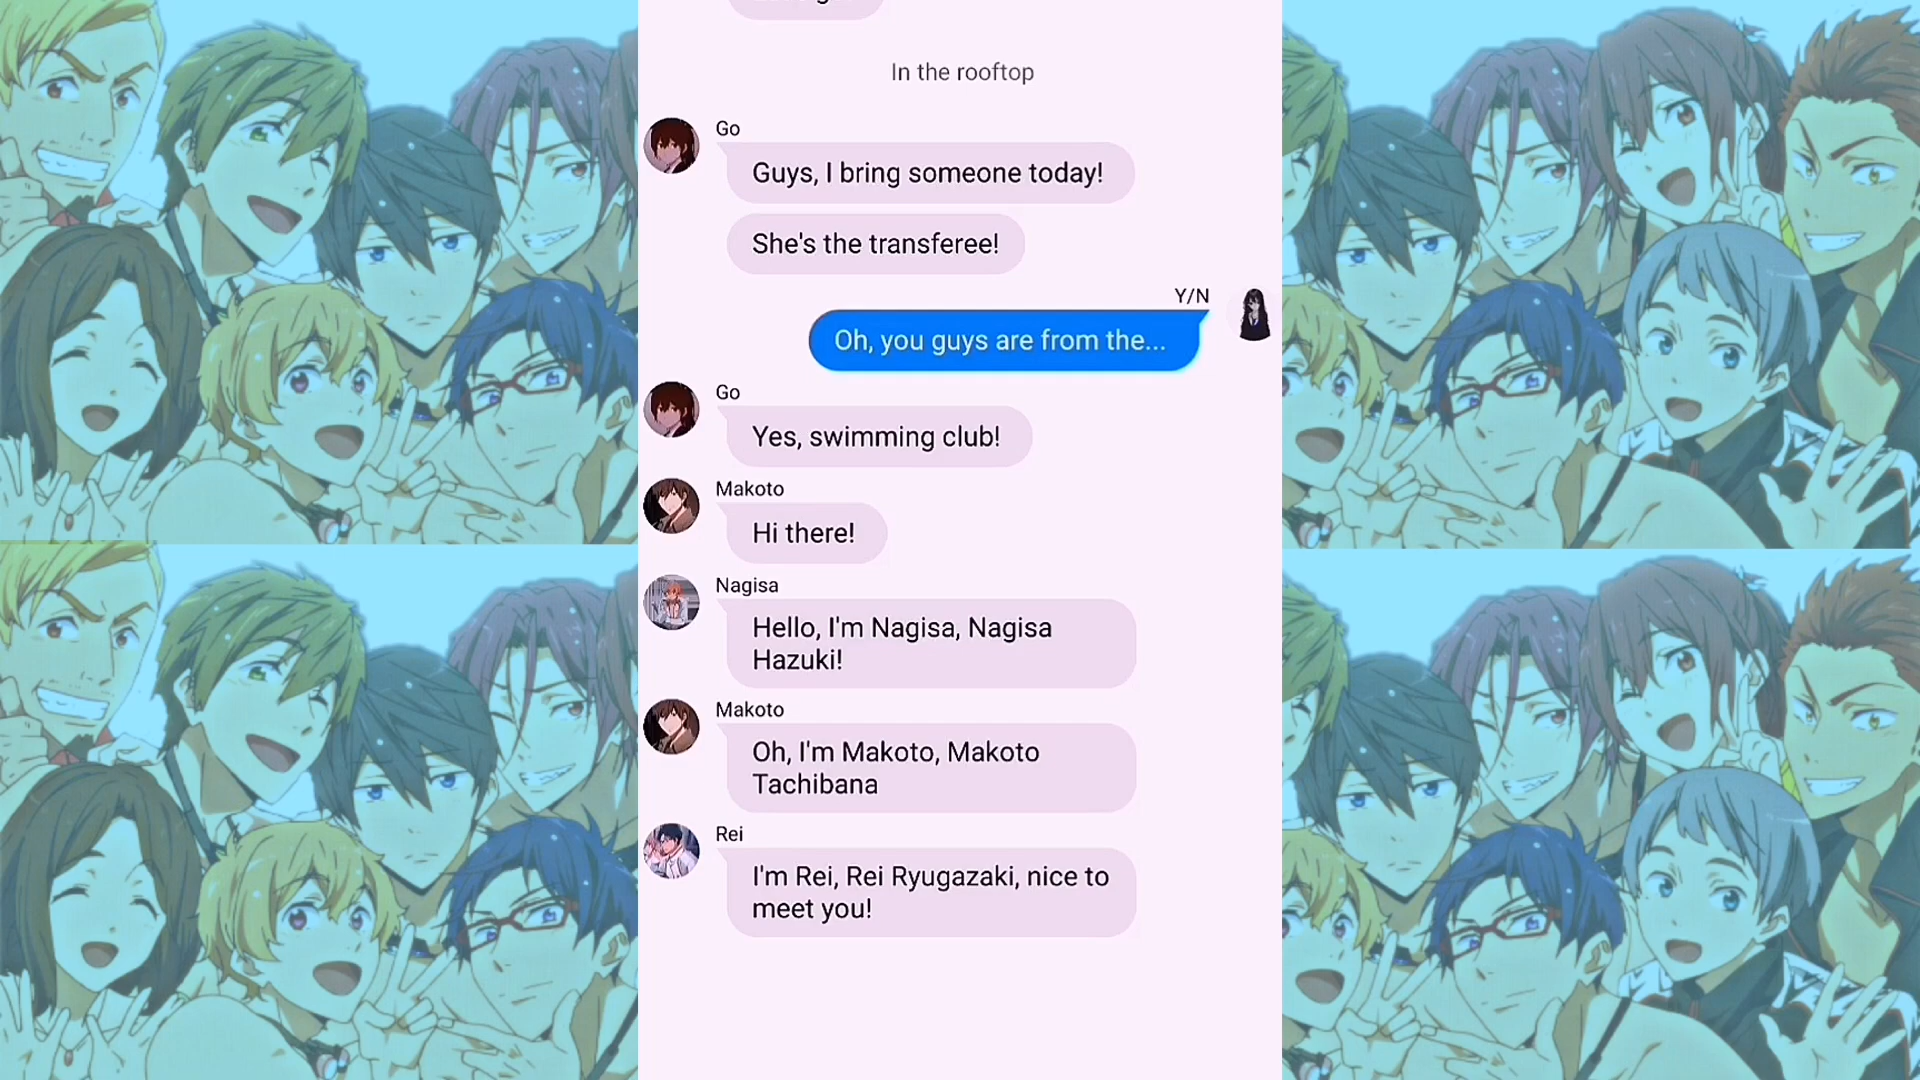 In the rooftop
Go
Guys, I bring someone today!
She's the transferee!
Y/N
Oh, you guys are from the...
Go
Yes, swimming club!
Makoto
Hi there!
Nagisa
Hello, I'm Nagisa, Nagisa
Hazuki!
Makoto
Oh, I'm Makoto, Makoto
Tachibana
Rei
I'm Rei, Rei Ryugazaki, nice to
meet you!